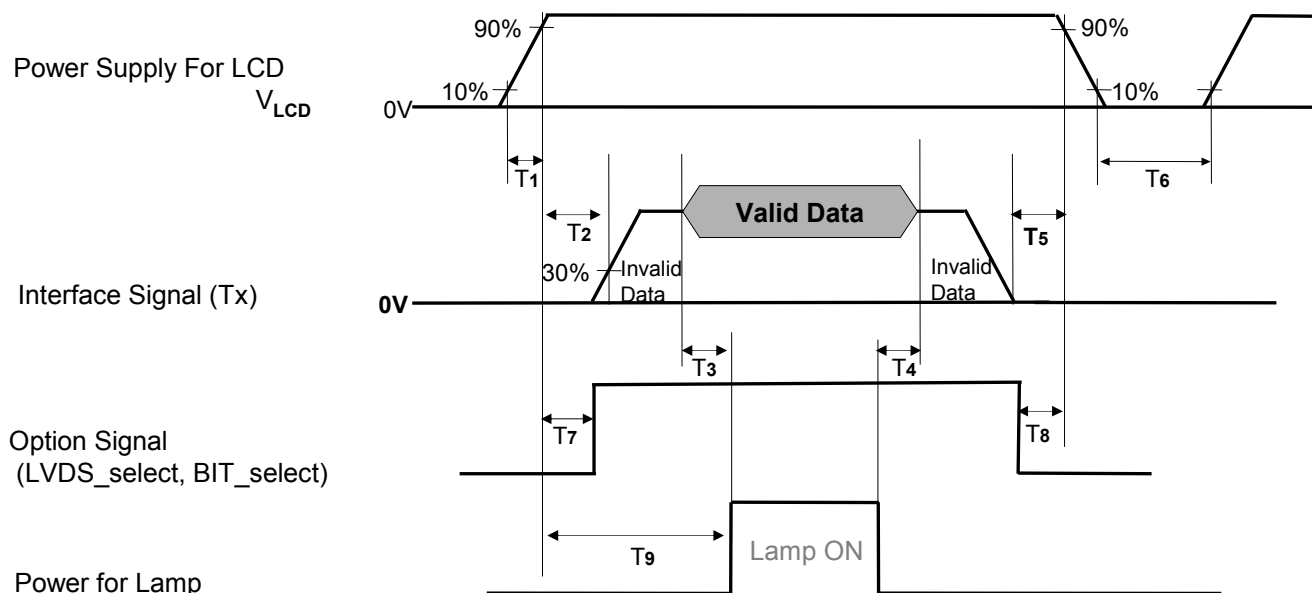 90%
90%
Power Supply For LCD
10%
10%
VLCD
0V
T1
T6
Valid Data
T2
T5
30%
Invalid
Data
Invalid
Data
Interface Signal (Tx)
0V
T3
T4
T7
T8
Option Signal
(LVDS_select, BIT_select)
T9
Lamp ON
Power for Lamp